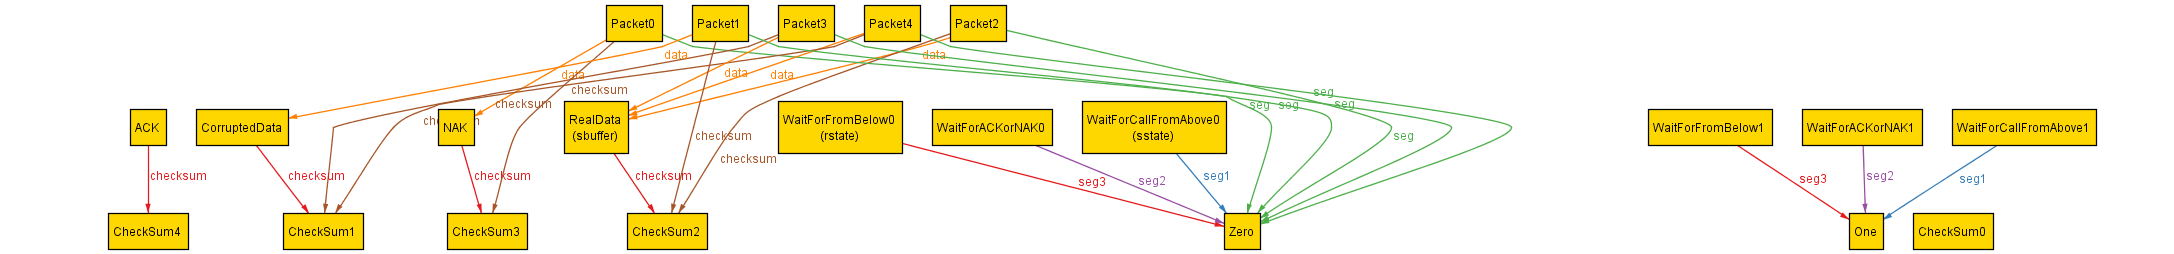 Packet0
Packet1
Packet3
Packet4
Packet2
data
data
data
data
data
checksum
checksum
checksum
checksum
checksum
seg
seg
seg
seg
seg
ACK
CorruptedData
NAK
RealData
(sbuffer)
WaitForFromBelow0
(rstate)
WaitForACKorNAK0
WaitForCallFromAbove0
(sstate)
WaitForFromBelow1
WaitForACKorNAK1
WaitForCallFromAbove1
checksum
checksum
checksum
checksum
seg3
seg2
seg1
seg3
seg2
seg1
CheckSum4
CheckSum1
CheckSum3
CheckSum2
Zero
One
CheckSum0